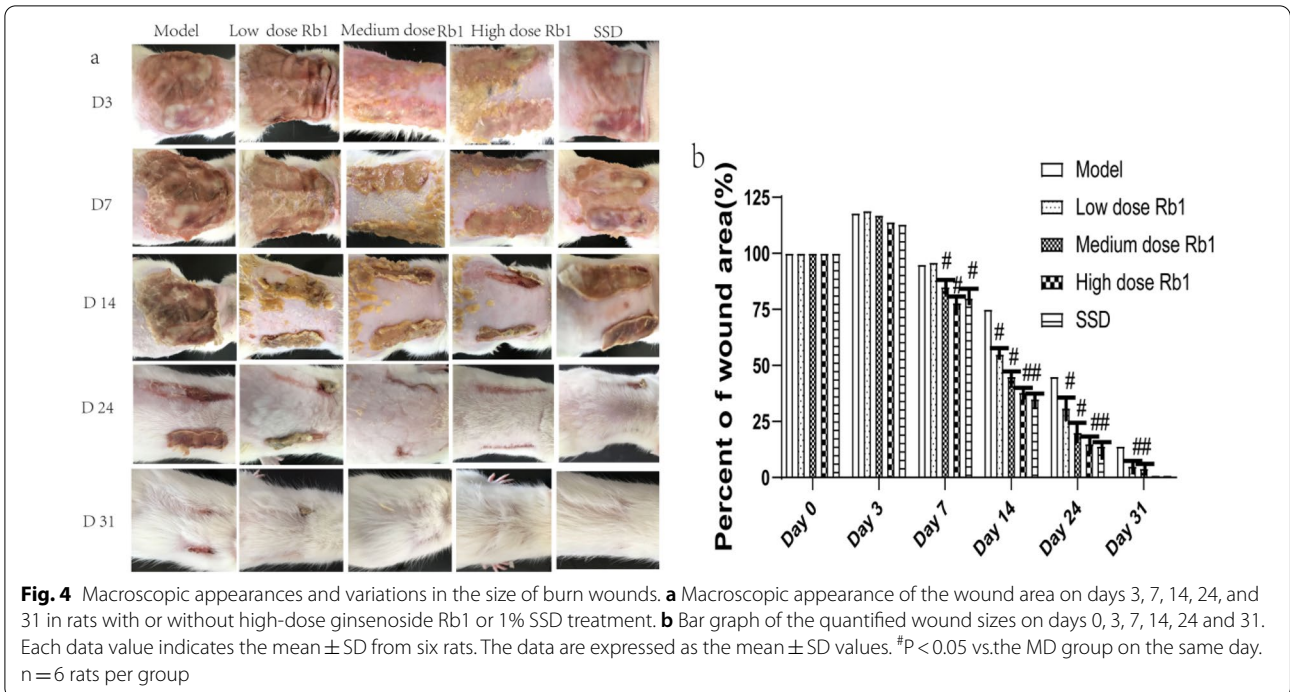 Model Low dose Rb1 Medium dose Rb1 High dose Rb1 SSD
a
D3
D7
D 14
D 24
D 31
b
Model
Low dose Rb1
Medium dose Rb1
High dose Rb1
SSD
Percent o f wound area(%)
125
100
75
50
25
0
# # #
# # ##
# # ##
##
Day 0 Day 3 Day 7 Day 14 Day 24 Day 31
Fig. 4 Macroscopic appearances and variations in the size of burn wounds. a Macroscopic appearance of the wound area on days 3, 7, 14, 24, and
31 in rats with or without high-dose ginsenoside Rb1 or 1% SSD treatment. b Bar graph of the quantified wound sizes on days 0, 3, 7, 14, 24 and 31.
Each data value indicates the mean ± SD from six rats. The data are expressed as the mean ± SD values. #P < 0.05 vs.the MD group on the same day.
n = 6 rats per group